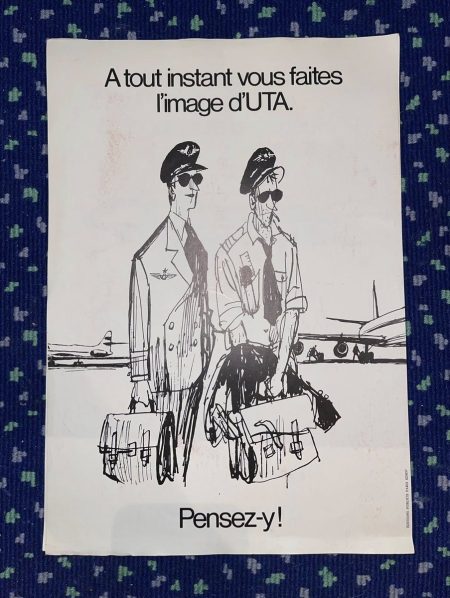 A tout instant vous faites
l'image d'UTA.
Pensez-y!